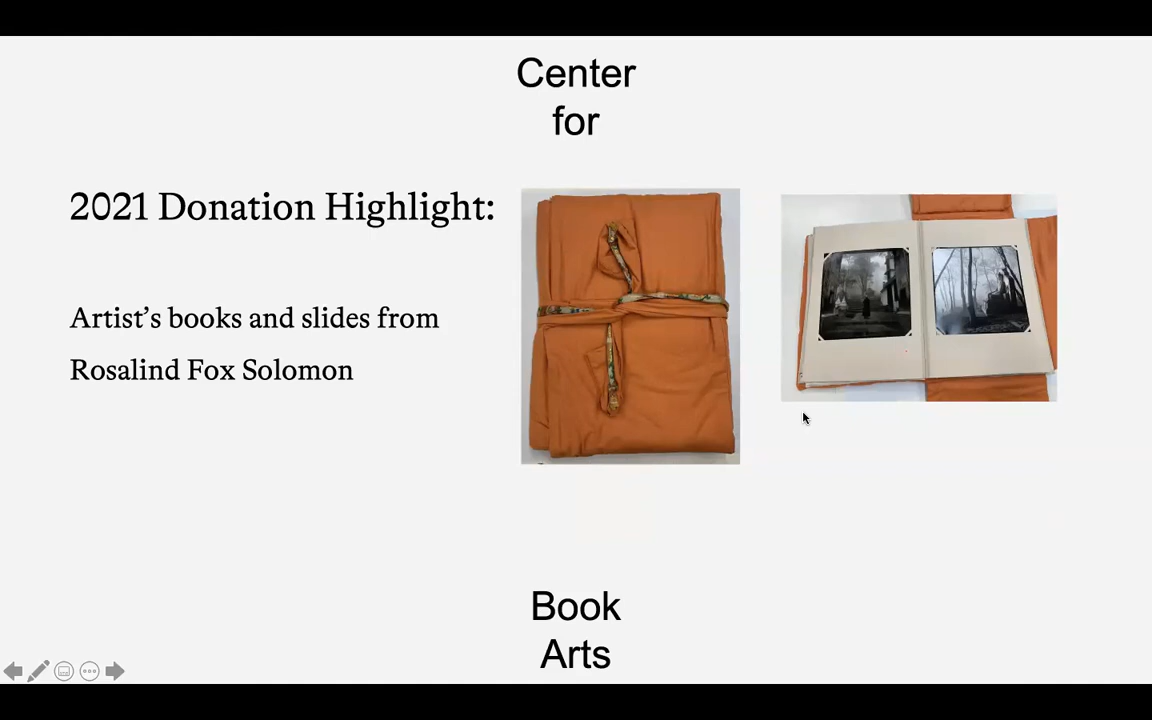 Center
for
2021 Donation Highlight:
Artist’s books and slides from
Rosalind Fox Solomon
Book
Arts